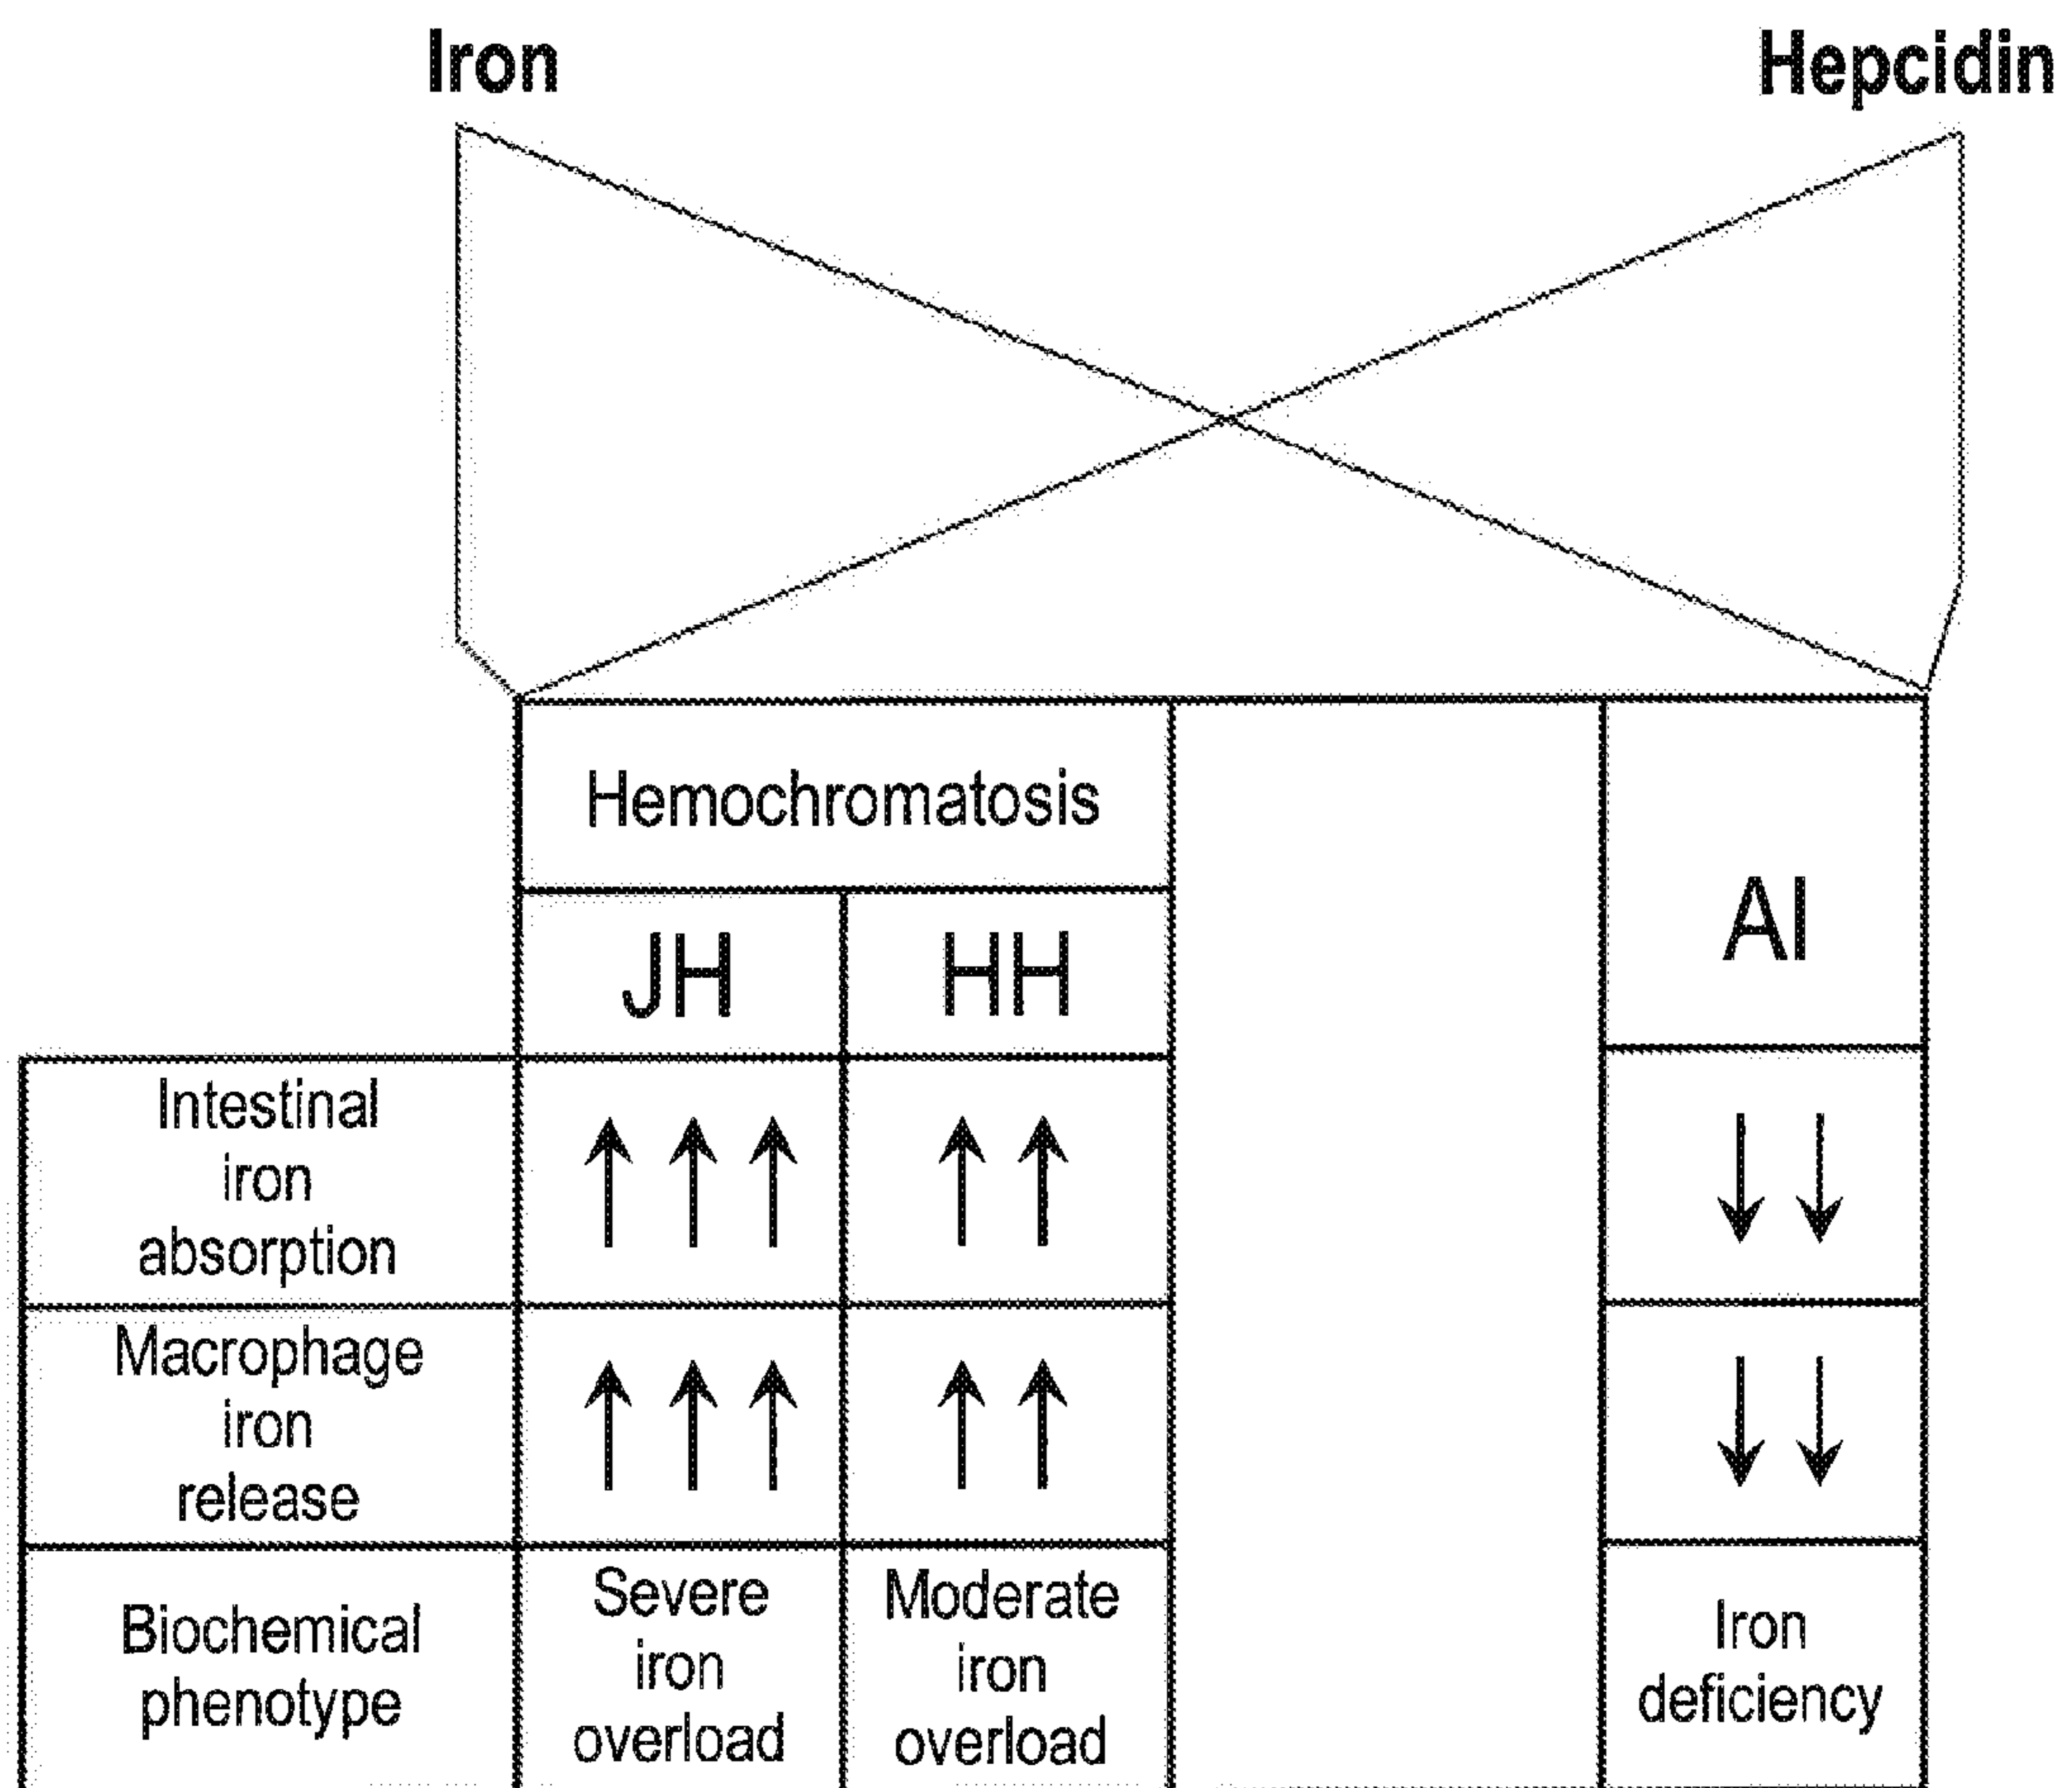 Iron
Hepcidin
Hemochromatosis
JH
HH
AI
Intestinal
iron
absorption
↑ ↑ ↑
↑ ↑
↓ ↓
Macrophage
iron
release
↑ ↑ ↑
↑ ↑
↓ ↓
Biochemical
phenotype
Severe
iron
overload
Moderate
iron
overload
Iron
deficiency